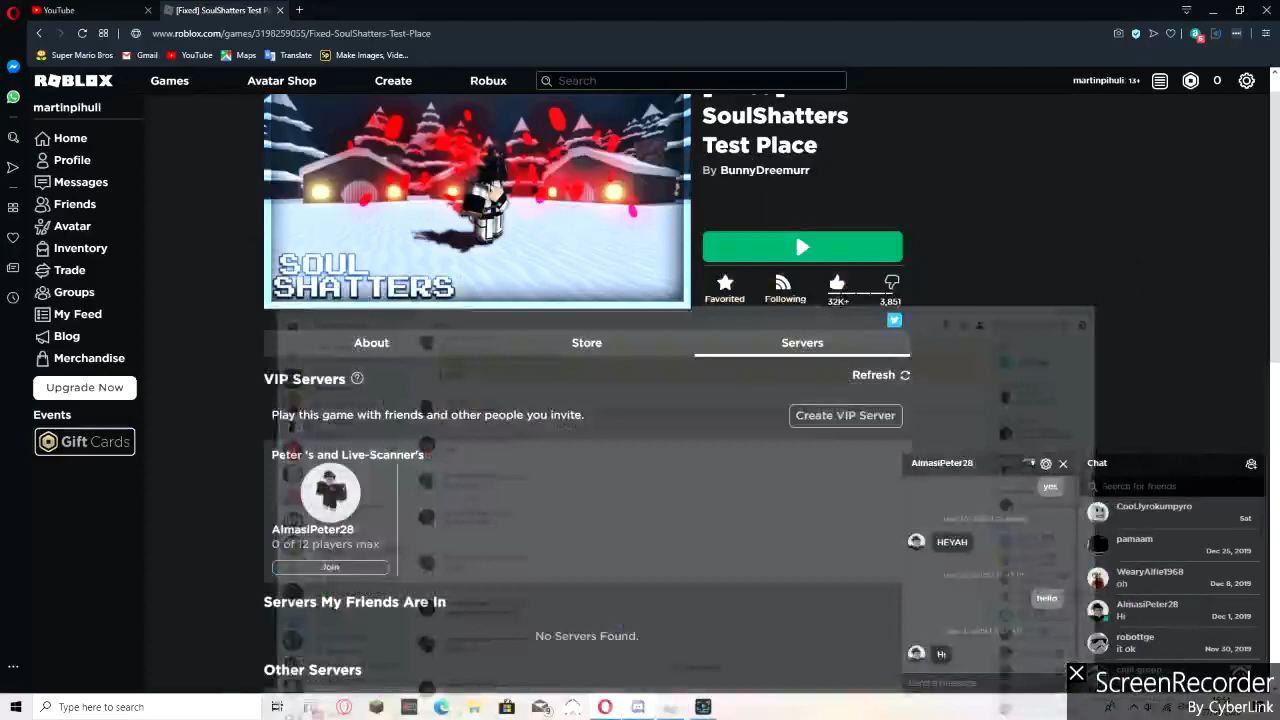 YouTube
[Fixed] SoulShatters Test P
www.roblox.com/games/3198259055/Fixed-SoulShatters-Test-Place
Super Mario Bros
Gmail
YouTube
Maps
Translate
Make Images, Vide...
ROBLOX
Games
Avatar Shop
Create
Robux
Search
martinpihuli: 13+
0
martinpihuli
Home
Profile
Messages
Friends
Avatar
Inventory
Trade
Groups
My Feed
Blog
Merchandise
Upgrade Now
Events
Gift Cards
SOUL
SHATTERS
SoulShatters
Test Place
By BunnyDreemurr
Favorited
Following
32K+
3,851
About
Store
Servers
VIP Servers
Refresh
Play this game with friends and other people you invite.
Create VIP Server
Peter 's and Live-Scanner's
AlmasiPeter28
0 of 12 players max
Join
Servers My Friends Are In
No Servers Found.
Other Servers
AlmasiPeter28
yes
HEYAH
hello
Hi
Send a message
Chat
Search for friends
CoolJyrokumpyro
Sat
pamaam
Dec 25, 2019
WearyAlfie1968
oh
Dec 8, 2019
AlmasiPeter28
Hi
Dec 1, 2019
robottge
it ok
Nov 30, 2019
ScreenRecorder
By CyberLink
Type here to search